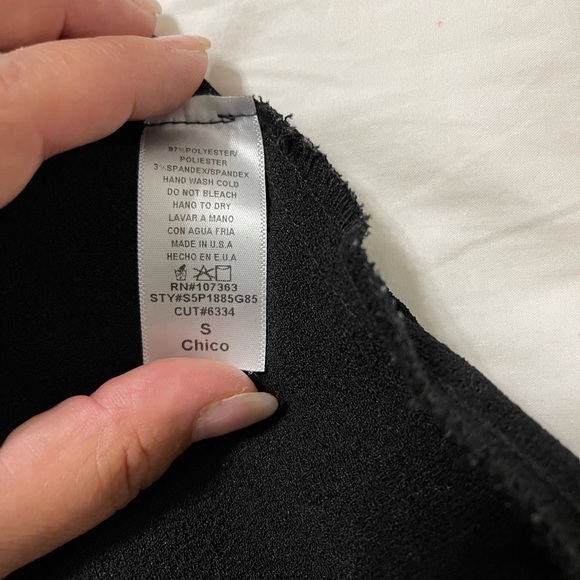 97%POLYESTER/
POLIESTER
3%SPANDEX/SPANDEX
HAND WASH COLD
DO NOT BLEACH
HANG TO DRY
LAVAR A MANO
CON AGUA FRIA
MADE IN U.S.A
HECHO EN E.U.A
RN#107363
STY#S5P1885G85
CUT#6334
S
Chico